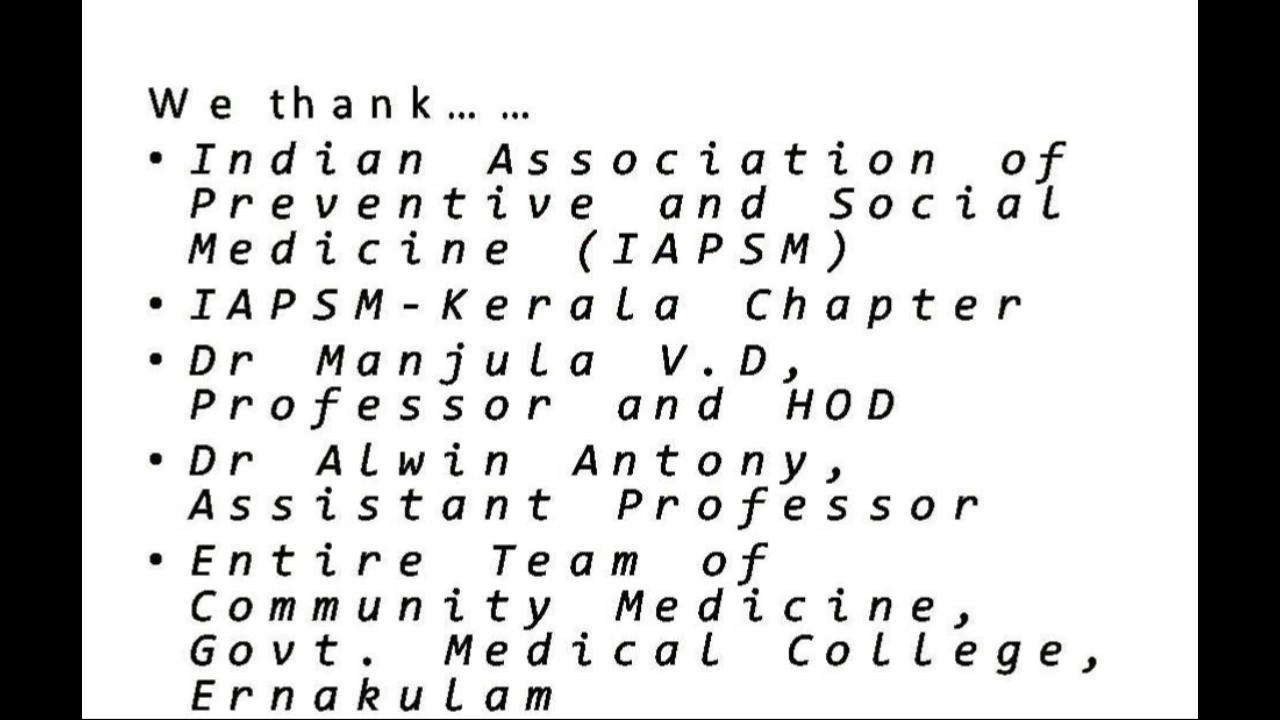 We thank… …
• Indian Association of
Preventive and Social
Medicine (IAPSM)
• IAPSM-Kerala Chapter
• Dr Manjula V.D,
Professor and HOD
• Dr Alwin Antony,
Assistant Professor
• Entire Team of
Community Medicine,
Govt. Medical College,
Ernakulam